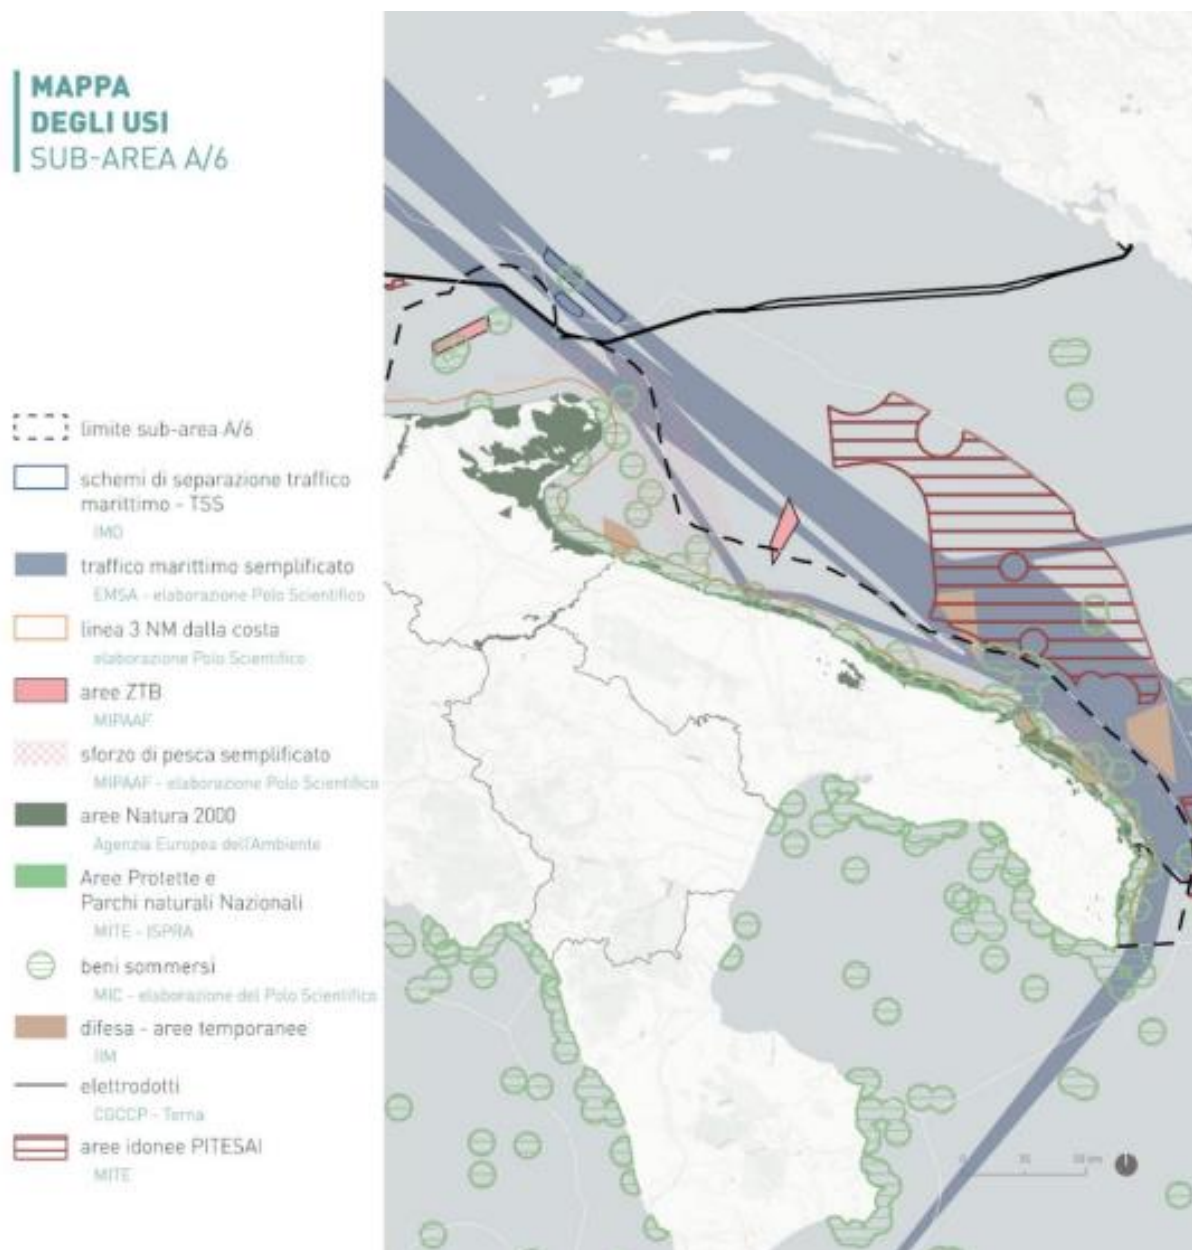 MAPPA
DEGLI USI
SUB-AREA A/6
limite sub-area A/6
schemi di separazione traffico
marittimo - TSS
IMO
traffico marittimo semplificato
EMSA - elaborazione Polo Scientifico
linea 3 NM dalla costa
elaborazione Polo Scientifico
aree ZTB
MIPAAF
sforzo di pesca semplificato
MIPAAF - elaborazione Polo Scientifico
aree Natura 2000
Agenzia Europea dell'Ambiente
Aree Protette e
Parchi naturali Nazionali
MITE - ISPRA
beni sommersi
MIC - elaborazione del Polo Scientifico
difesa - aree temporanee
IIM
elettrodotti
CGCCP - Terna
aree idonee PITESAI
MITE